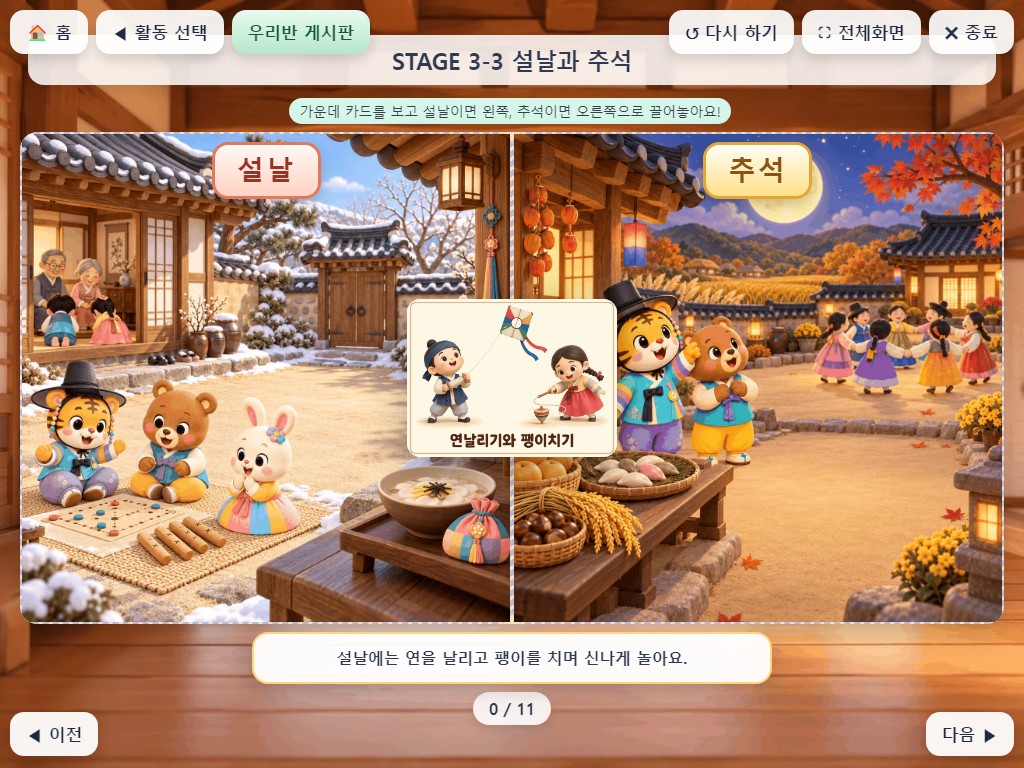 🏠 홈
◀ 활동 선택
우리반 게시판
↺ 다시 하기
⛶ 전체화면
✕ 종료
STAGE 3-3 설날과 추석
가운데 카드를 보고 설날이면 왼쪽, 추석이면 오른쪽으로 끌어놓아요!
설날
추석
연날리기와 팽이치기
설날에는 연을 날리고 팽이를 치며 신나게 놀아요.
0 / 11
◀ 이전
다음 ▶